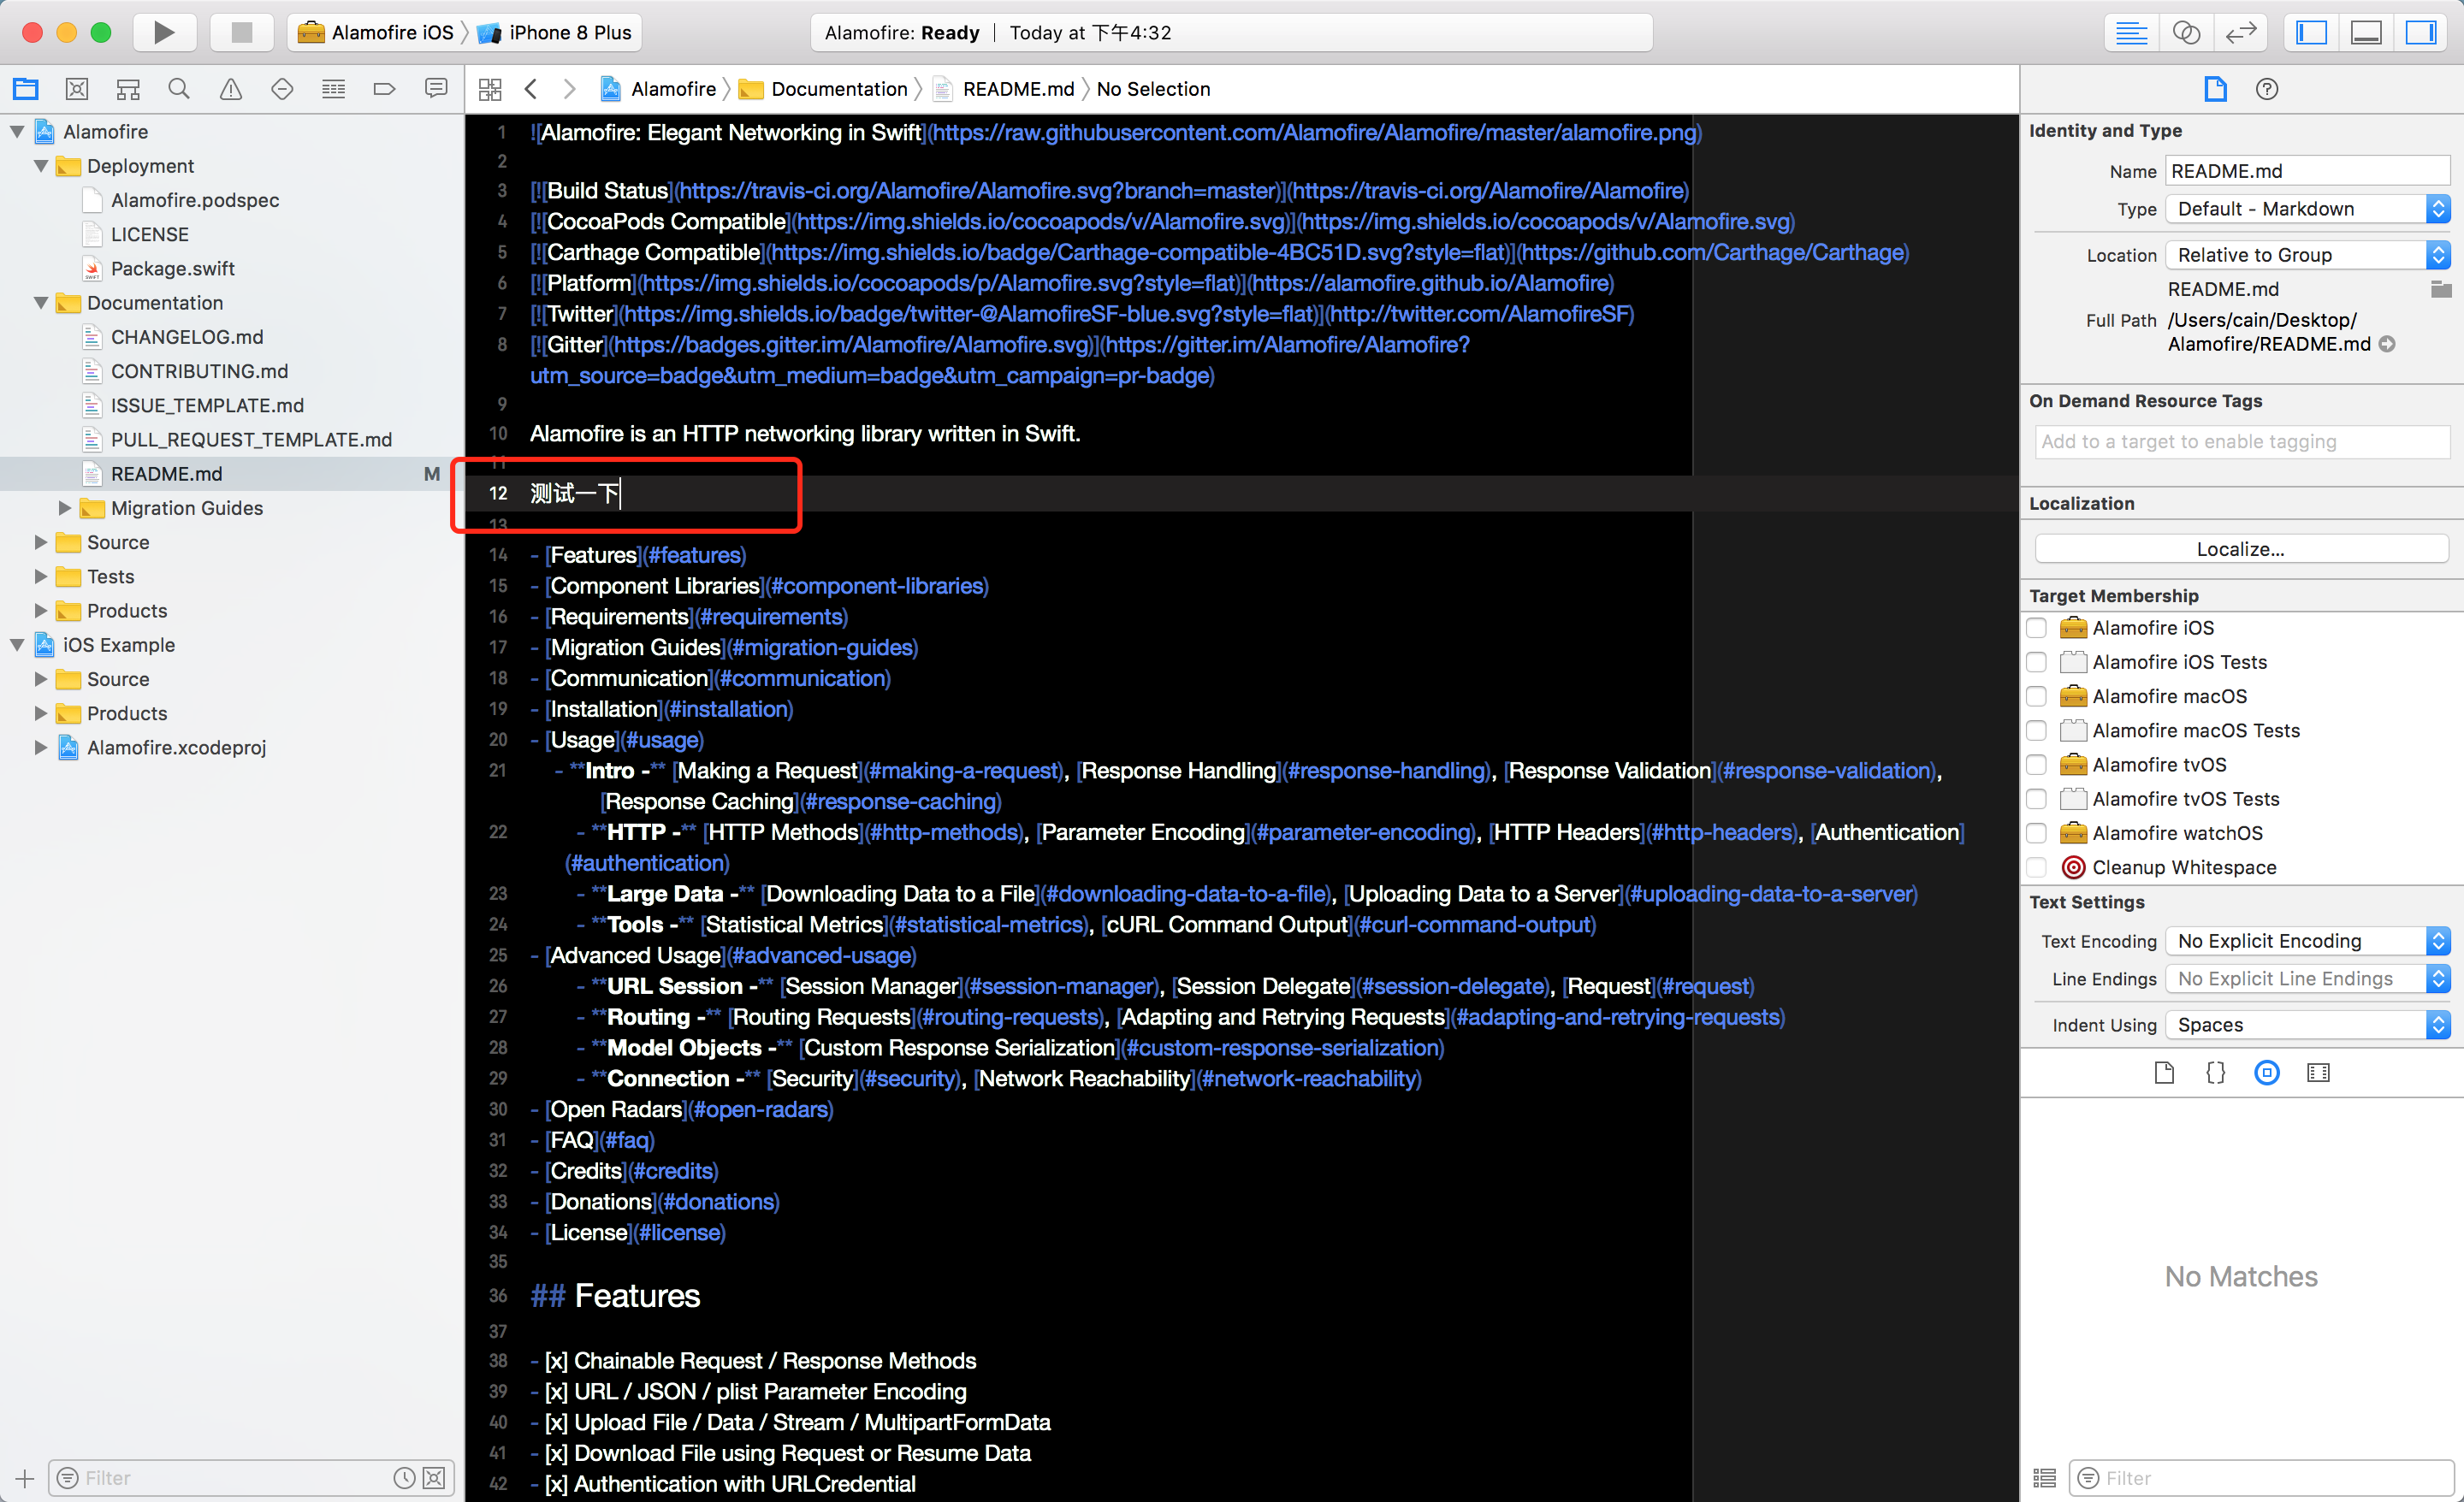 Alamofire iOS 〉 iPhone 8 Plus
Alamofire: Ready | Today at 下午4:32
Alamofire 〉 Documentation 〉 README.md 〉 No Selection
Alamofire
Deployment
Alamofire.podspec
LICENSE
Package.swift
Documentation
CHANGELOG.md
CONTRIBUTING.md
ISSUE_TEMPLATE.md
PULL_REQUEST_TEMPLATE.md
README.md M
Migration Guides
Source
Tests
Products
iOS Example
Source
Products
Alamofire.xcodeproj
Filter
1 ![Alamofire: Elegant Networking in Swift](https://raw.githubusercontent.com/Alamofire/Alamofire/master/alamofire.png)
2
3 [![Build Status](https://travis-ci.org/Alamofire/Alamofire.svg?branch=master)](https://travis-ci.org/Alamofire/Alamofire)
4 [![CocoaPods Compatible](https://img.shields.io/cocoapods/v/Alamofire.svg)](https://img.shields.io/cocoapods/v/Alamofire.svg)
5 [![Carthage Compatible](https://img.shields.io/badge/Carthage-compatible-4BC51D.svg?style=flat)](https://github.com/Carthage/Carthage)
6 [![Platform](https://img.shields.io/cocoapods/p/Alamofire.svg?style=flat)](https://alamofire.github.io/Alamofire)
7 [![Twitter](https://img.shields.io/badge/twitter-@AlamofireSF-blue.svg?style=flat)](http://twitter.com/AlamofireSF)
8 [![Gitter](https://badges.gitter.im/Alamofire/Alamofire.svg)](https://gitter.im/Alamofire/Alamofire?
utm_source=badge&utm_medium=badge&utm_campaign=pr-badge)
9
10 Alamofire is an HTTP networking library written in Swift.
11
12 测试一下
13
14 - [Features](#features)
15 - [Component Libraries](#component-libraries)
16 - [Requirements](#requirements)
17 - [Migration Guides](#migration-guides)
18 - [Communication](#communication)
19 - [Installation](#installation)
20 - [Usage](#usage)
21 - **Intro -** [Making a Request](#making-a-request), [Response Handling](#response-handling), [Response Validation](#response-validation),
[Response Caching](#response-caching)
22 - **HTTP -** [HTTP Methods](#http-methods), [Parameter Encoding](#parameter-encoding), [HTTP Headers](#http-headers), [Authentication]
(#authentication)
23 - **Large Data -** [Downloading Data to a File](#downloading-data-to-a-file), [Uploading Data to a Server](#uploading-data-to-a-server)
24 - **Tools -** [Statistical Metrics](#statistical-metrics), [cURL Command Output](#curl-command-output)
25 - [Advanced Usage](#advanced-usage)
26 - **URL Session -** [Session Manager](#session-manager), [Session Delegate](#session-delegate), [Request](#request)
27 - **Routing -** [Routing Requests](#routing-requests), [Adapting and Retrying Requests](#adapting-and-retrying-requests)
28 - **Model Objects -** [Custom Response Serialization](#custom-response-serialization)
29 - **Connection -** [Security](#security), [Network Reachability](#network-reachability)
30 - [Open Radars](#open-radars)
31 - [FAQ](#faq)
32 - [Credits](#credits)
33 - [Donations](#donations)
34 - [License](#license)
35
36 ## Features
37
38 - [x] Chainable Request / Response Methods
39 - [x] URL / JSON / plist Parameter Encoding
40 - [x] Upload File / Data / Stream / MultipartFormData
41 - [x] Download File using Request or Resume Data
42 - [x] Authentication with URLCredential
Identity and Type
Name README.md
Type Default - Markdown
Location Relative to Group
README.md
Full Path /Users/cain/Desktop/
Alamofire/README.md
On Demand Resource Tags
Add to a target to enable tagging
Localization
Localize...
Target Membership
Alamofire iOS
Alamofire iOS Tests
Alamofire macOS
Alamofire macOS Tests
Alamofire tvOS
Alamofire tvOS Tests
Alamofire watchOS
Cleanup Whitespace
Text Settings
Text Encoding No Explicit Encoding
Line Endings No Explicit Line Endings
Indent Using Spaces
No Matches
Filter